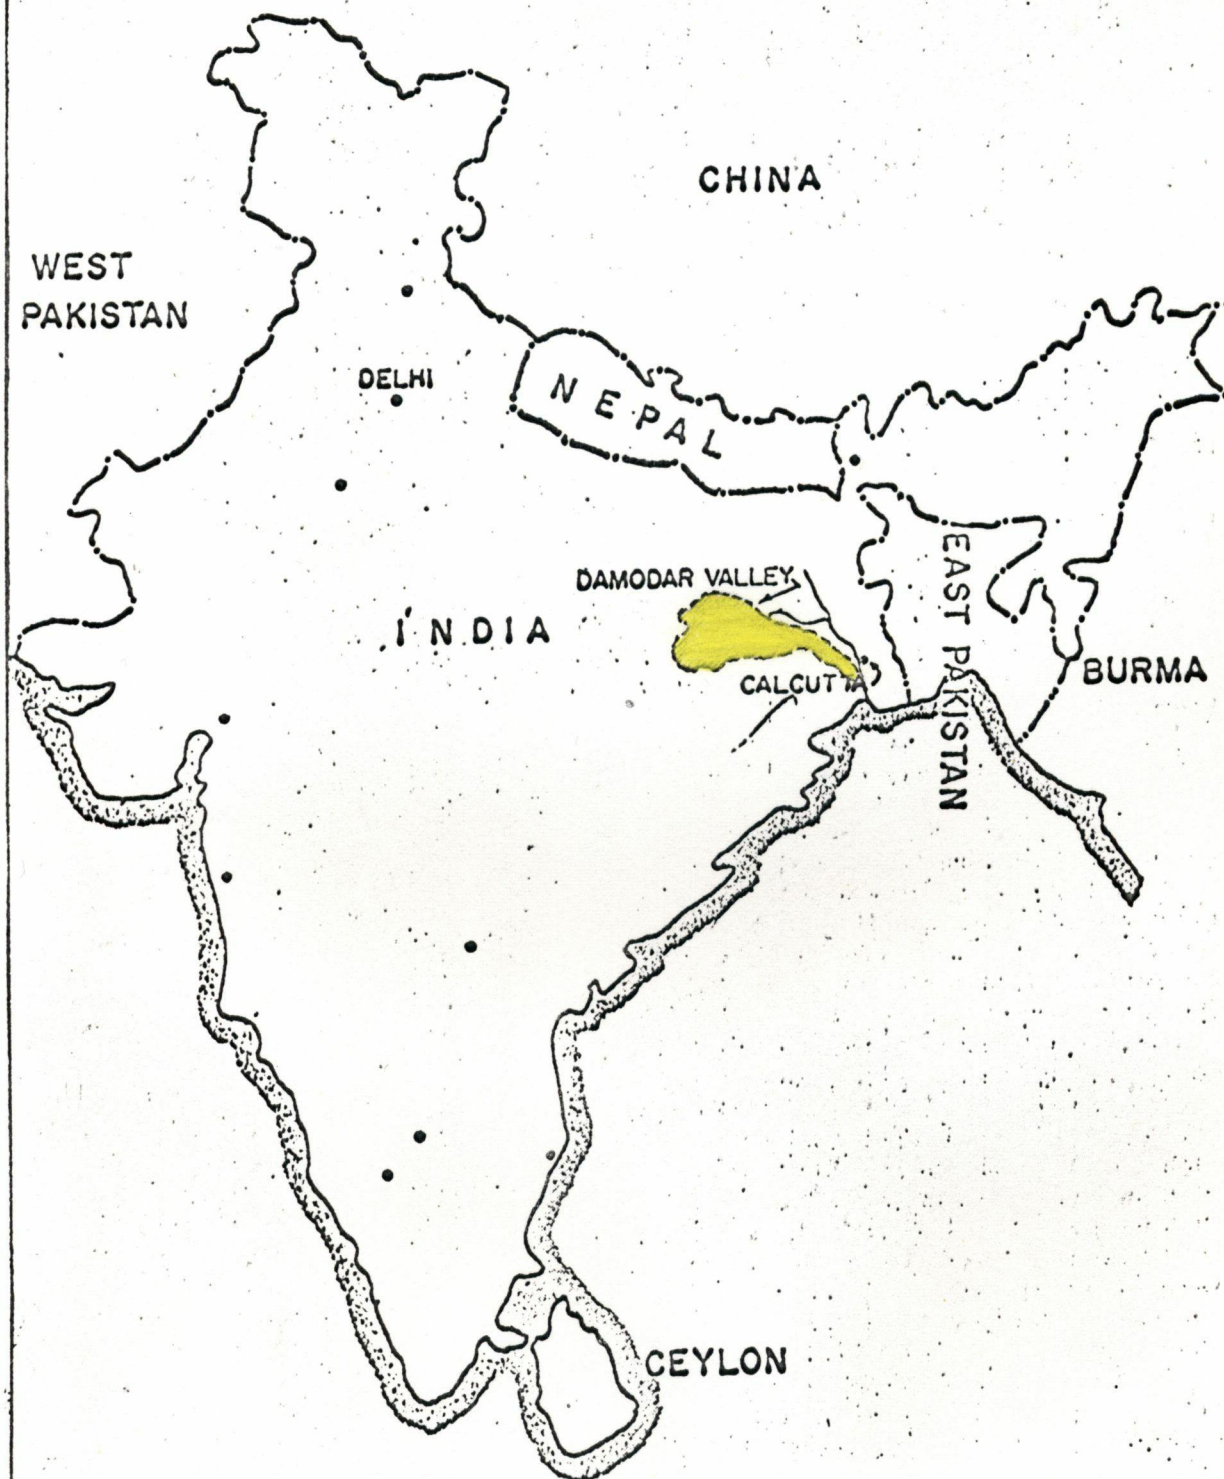 CHINA
WEST
PAKISTAN
DELHI
NEPAL
DAMODAR VALLEY
INDIA
EAST PAKISTAN
BURMA
CALCUTTA
CEYLON